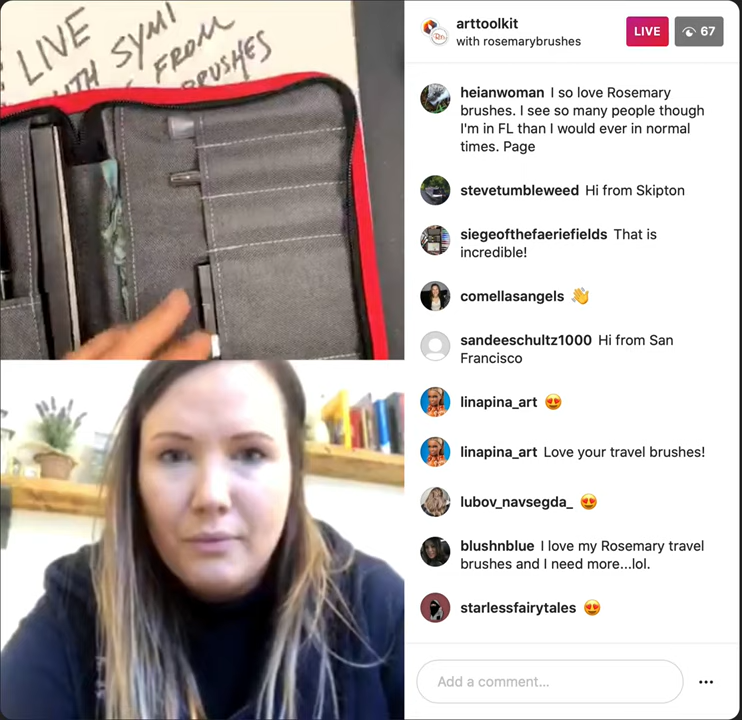 LIVE
SYMI
FROM
BRUSHES
arttoolkit
with rosemarybrushes
LIVE
67
heianwoman I so love Rosemary
brushes. I see so many people though
I'm in FL than I would ever in normal
times. Page
stevetumbleweed Hi from Skipton
siegeofthefaeriefields That is
incredible!
comellasangels 👋
sandeeschultz1000 Hi from San
Francisco
linapina_art 😍
linapina_art Love your travel brushes!
lubov_navsegda_ 😍
blushnblue I love my Rosemary travel
brushes and I need more...lol.
starlessfairytales 😍
Add a comment...